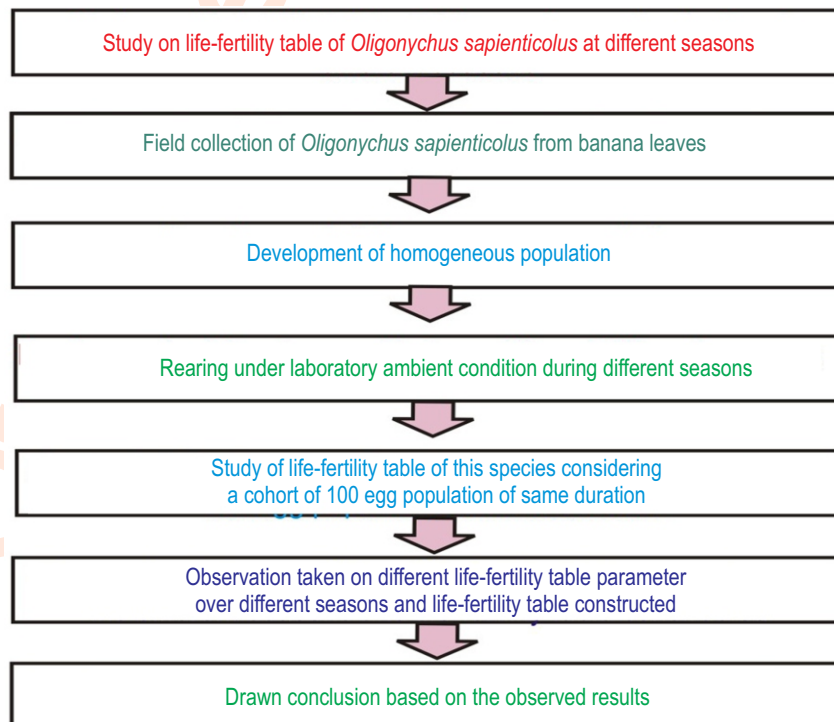 Study on life-fertility table of Oligonychus sapienticolus at different seasons
Field collection of Oligonychus sapienticolus from banana leaves
Development of homogeneous population
Rearing under laboratory ambient condition during different seasons
Study of life-fertility table of this species considering
a cohort of 100 egg population of same duration
Observation taken on different life-fertility table parameter
over different seasons and life-fertility table constructed
Drawn conclusion based on the observed results